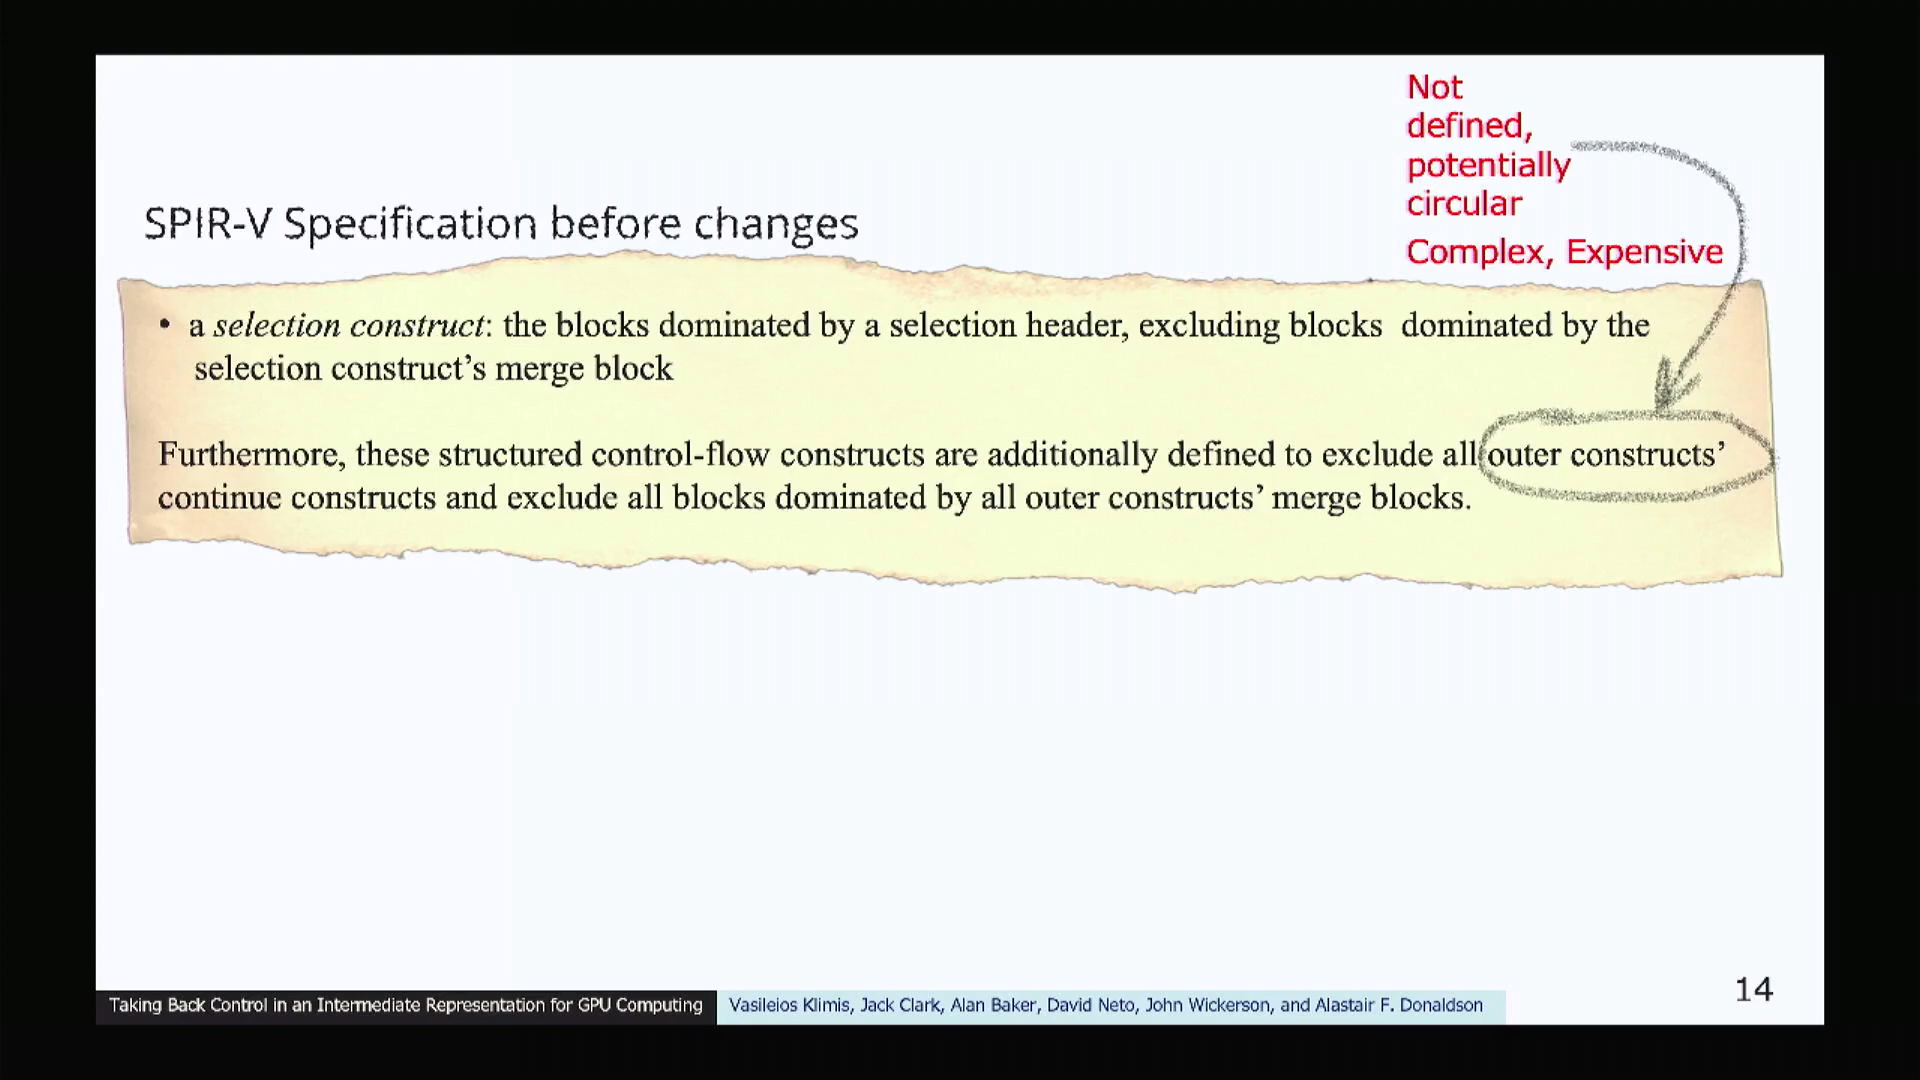 Not
defined,
potentially
circular
Complex, Expensive
SPIR-V Specification before changes
• a selection construct: the blocks dominated by a selection header, excluding blocks dominated by the
selection construct’s merge block
Furthermore, these structured control-flow constructs are additionally defined to exclude all outer constructs’
continue constructs and exclude all blocks dominated by all outer constructs’ merge blocks.
14
Taking Back Control in an Intermediate Representation for GPU Computing
Vasileios Klimis, Jack Clark, Alan Baker, David Neto, John Wickerson, and Alastair F. Donaldson